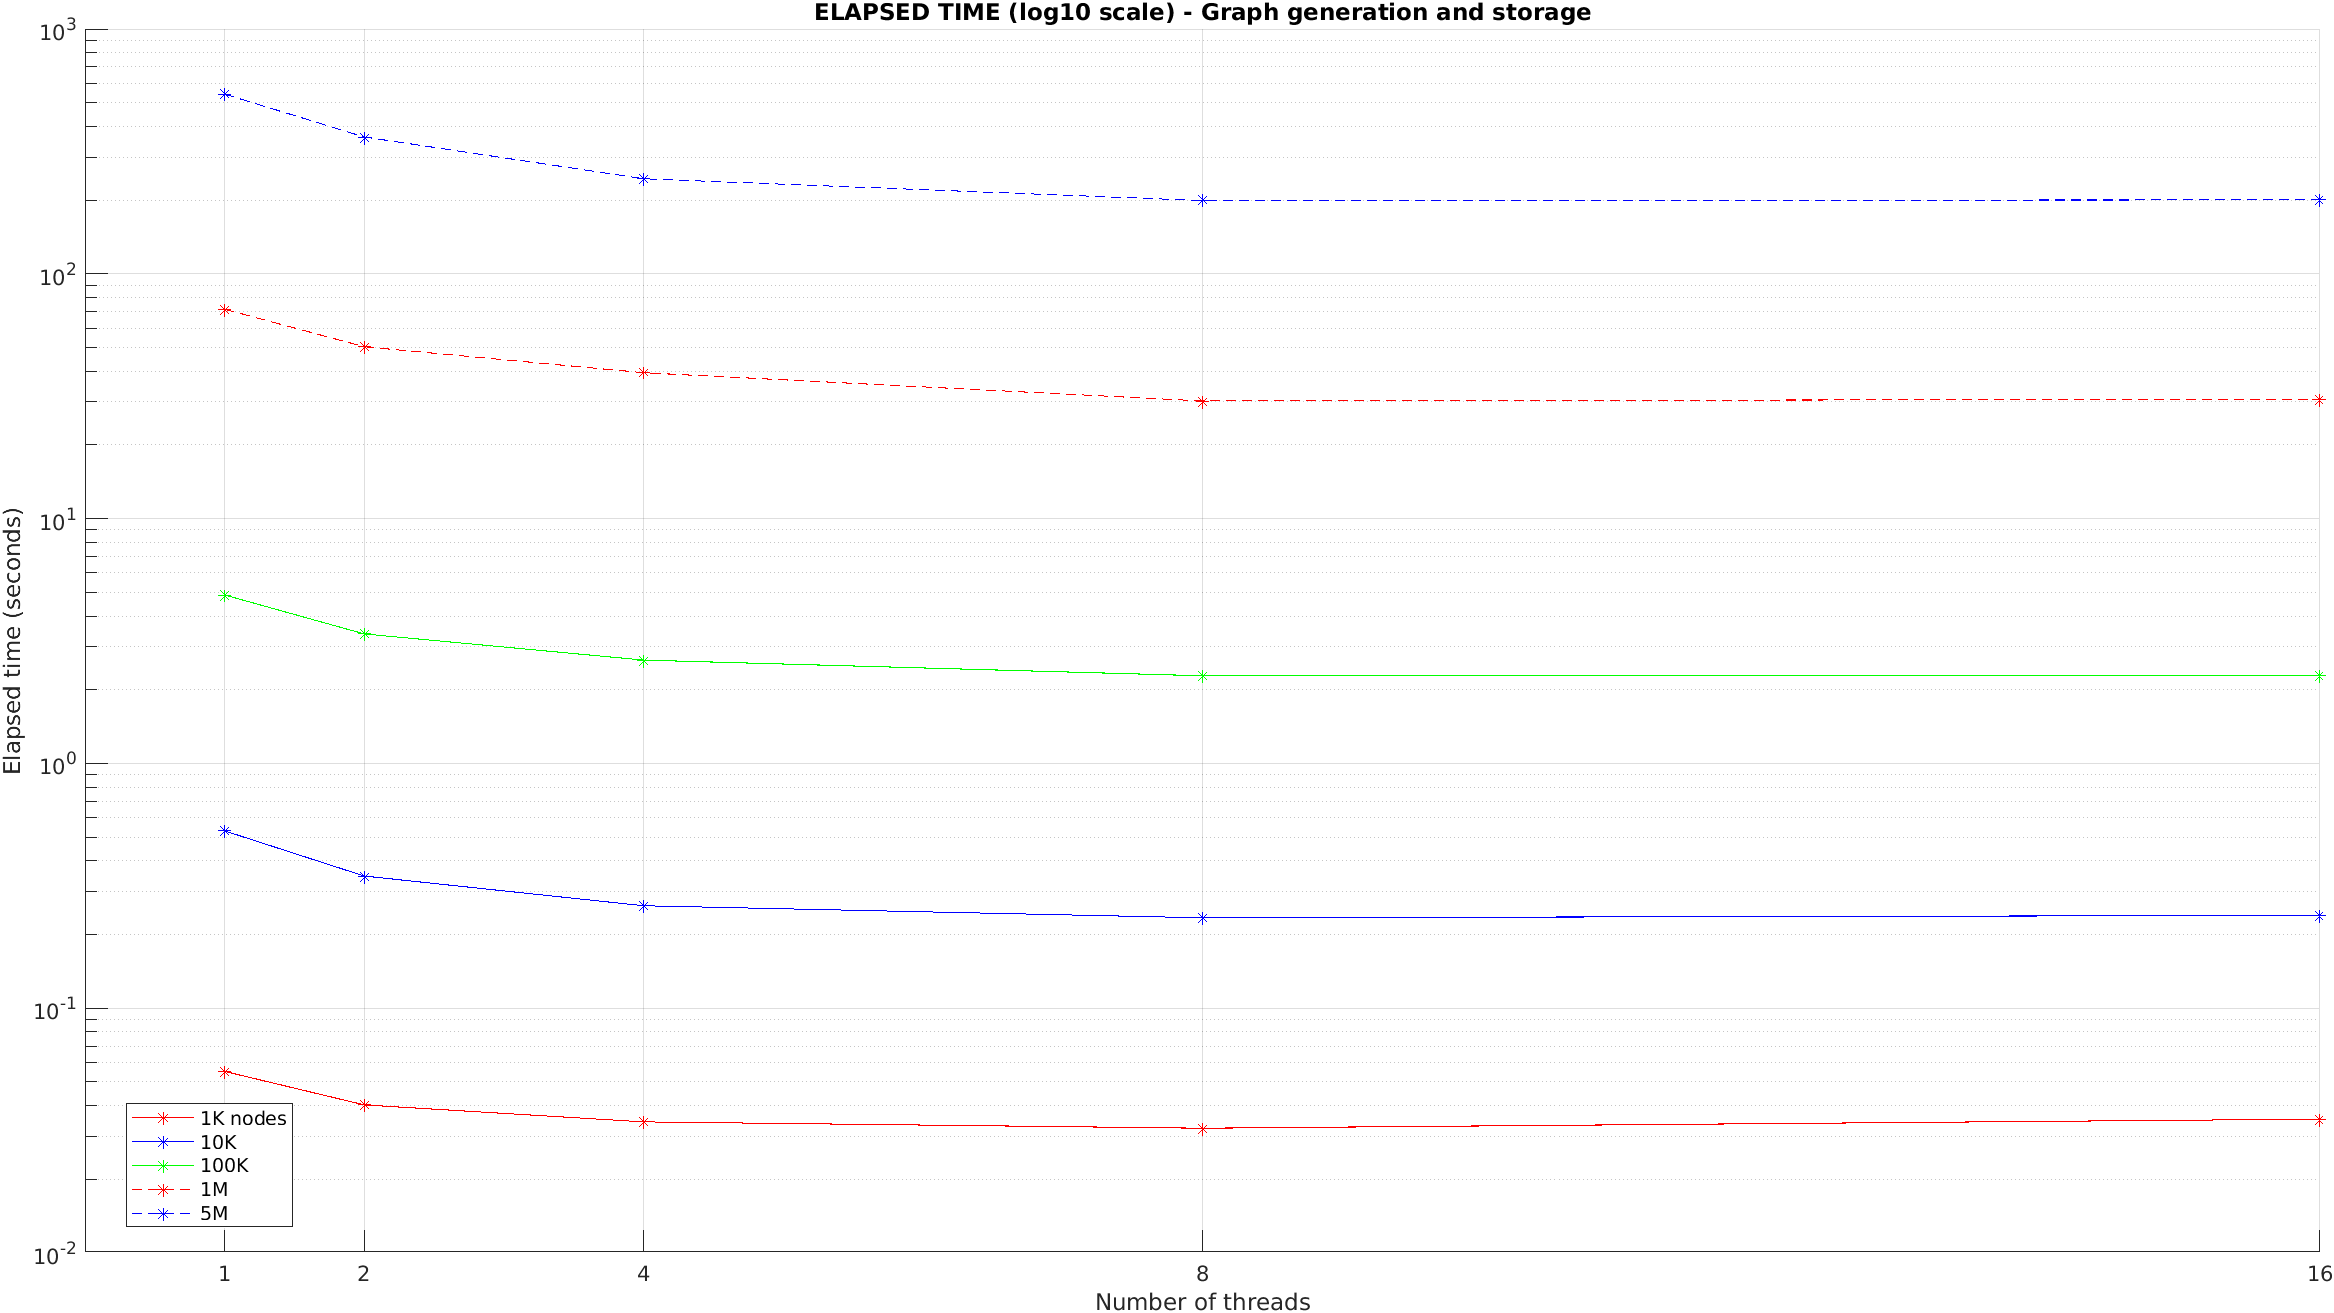 ELAPSED TIME (log10 scale) - Graph generation and storage
10^3
10^2
10^1
10^0
10^-1
10^-2
Elapsed time (seconds)
1K nodes
10K
100K
1M
5M
1 2 4 8 16
Number of threads